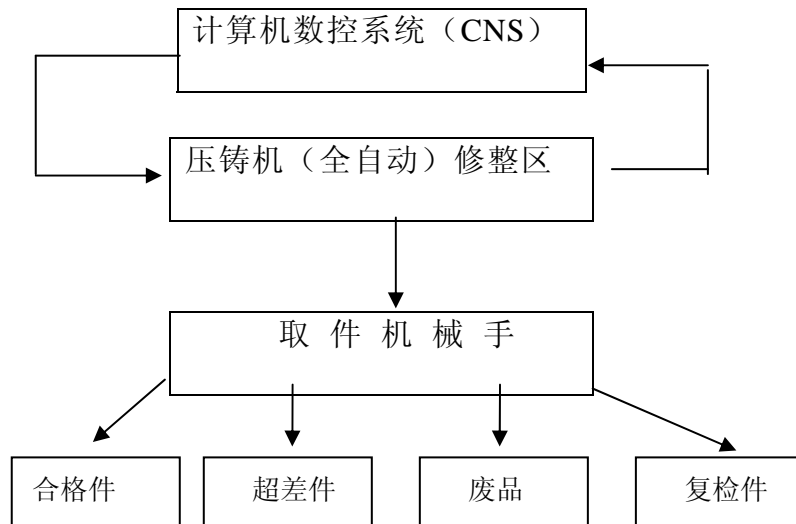 计算机数控系统（CNS）
压铸机（全自动）修整区
取 件 机 械 手
合格件
超差件
废品
复检件